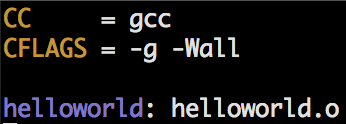 CC     = gcc
CFLAGS = -g -Wall

helloworld: helloworld.o